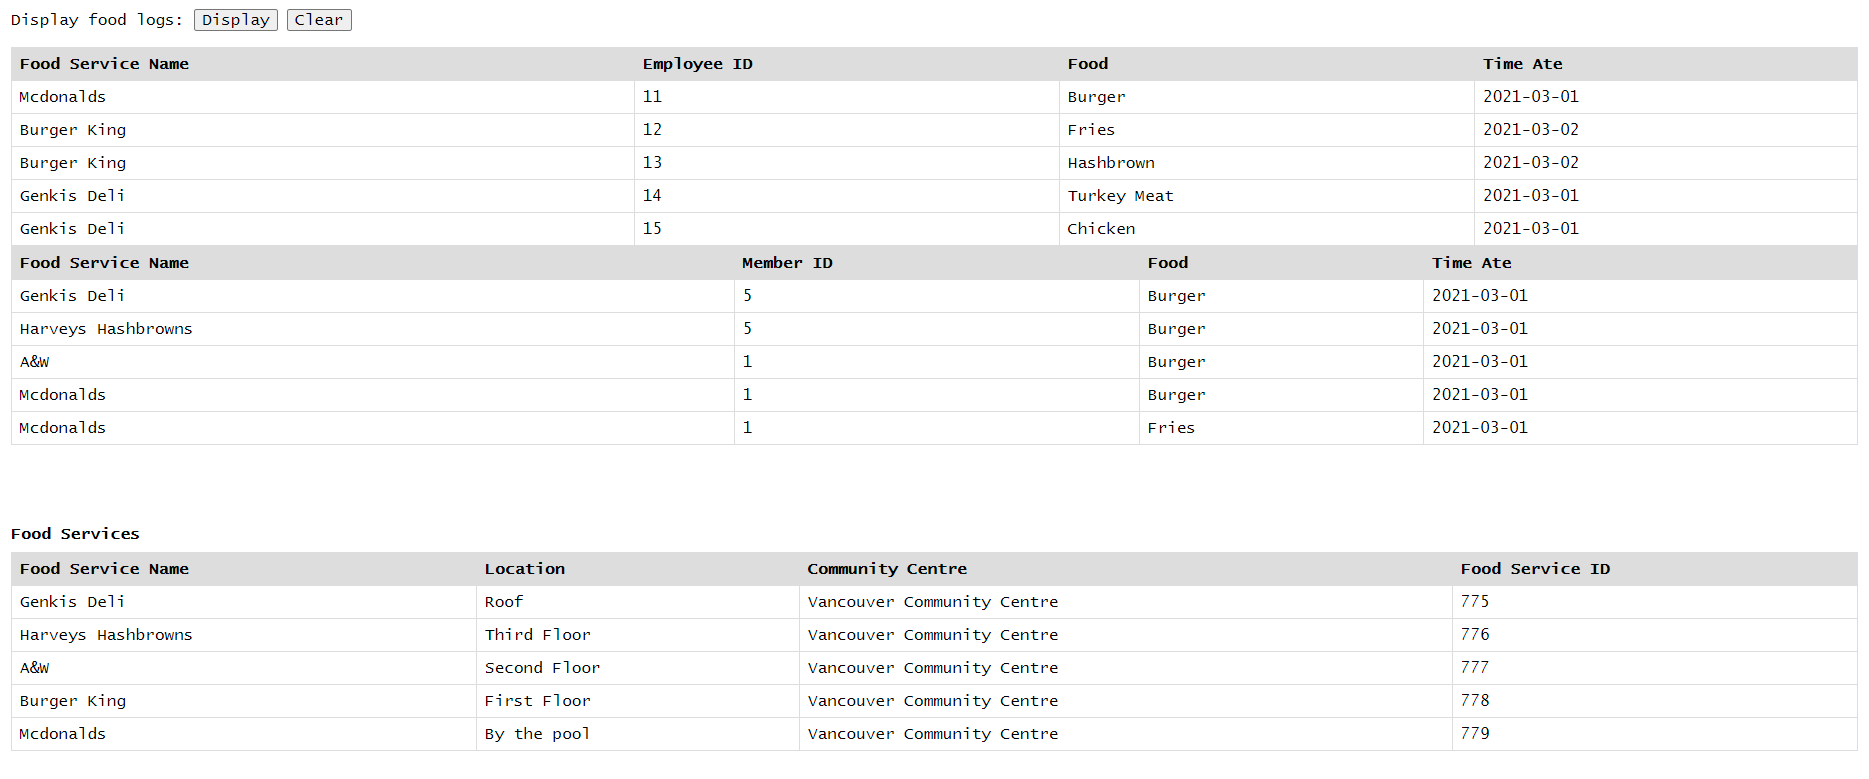 Display food logs: Display Clear
Food Service Name Employee ID Food Time Ate
Mcdonalds 11 Burger 2021-03-01
Burger King 12 Fries 2021-03-02
Burger King 13 Hashbrown 2021-03-02
Genkis Deli 14 Turkey Meat 2021-03-01
Genkis Deli 15 Chicken 2021-03-01
Food Service Name Member ID Food Time Ate
Genkis Deli 5 Burger 2021-03-01
Harveys Hashbrowns 5 Burger 2021-03-01
A&W 1 Burger 2021-03-01
Mcdonalds 1 Burger 2021-03-01
Mcdonalds 1 Fries 2021-03-01
Food Services
Food Service Name Location Community Centre Food Service ID
Genkis Deli Roof Vancouver Community Centre 775
Harveys Hashbrowns Third Floor Vancouver Community Centre 776
A&W Second Floor Vancouver Community Centre 777
Burger King First Floor Vancouver Community Centre 778
Mcdonalds By the pool Vancouver Community Centre 779